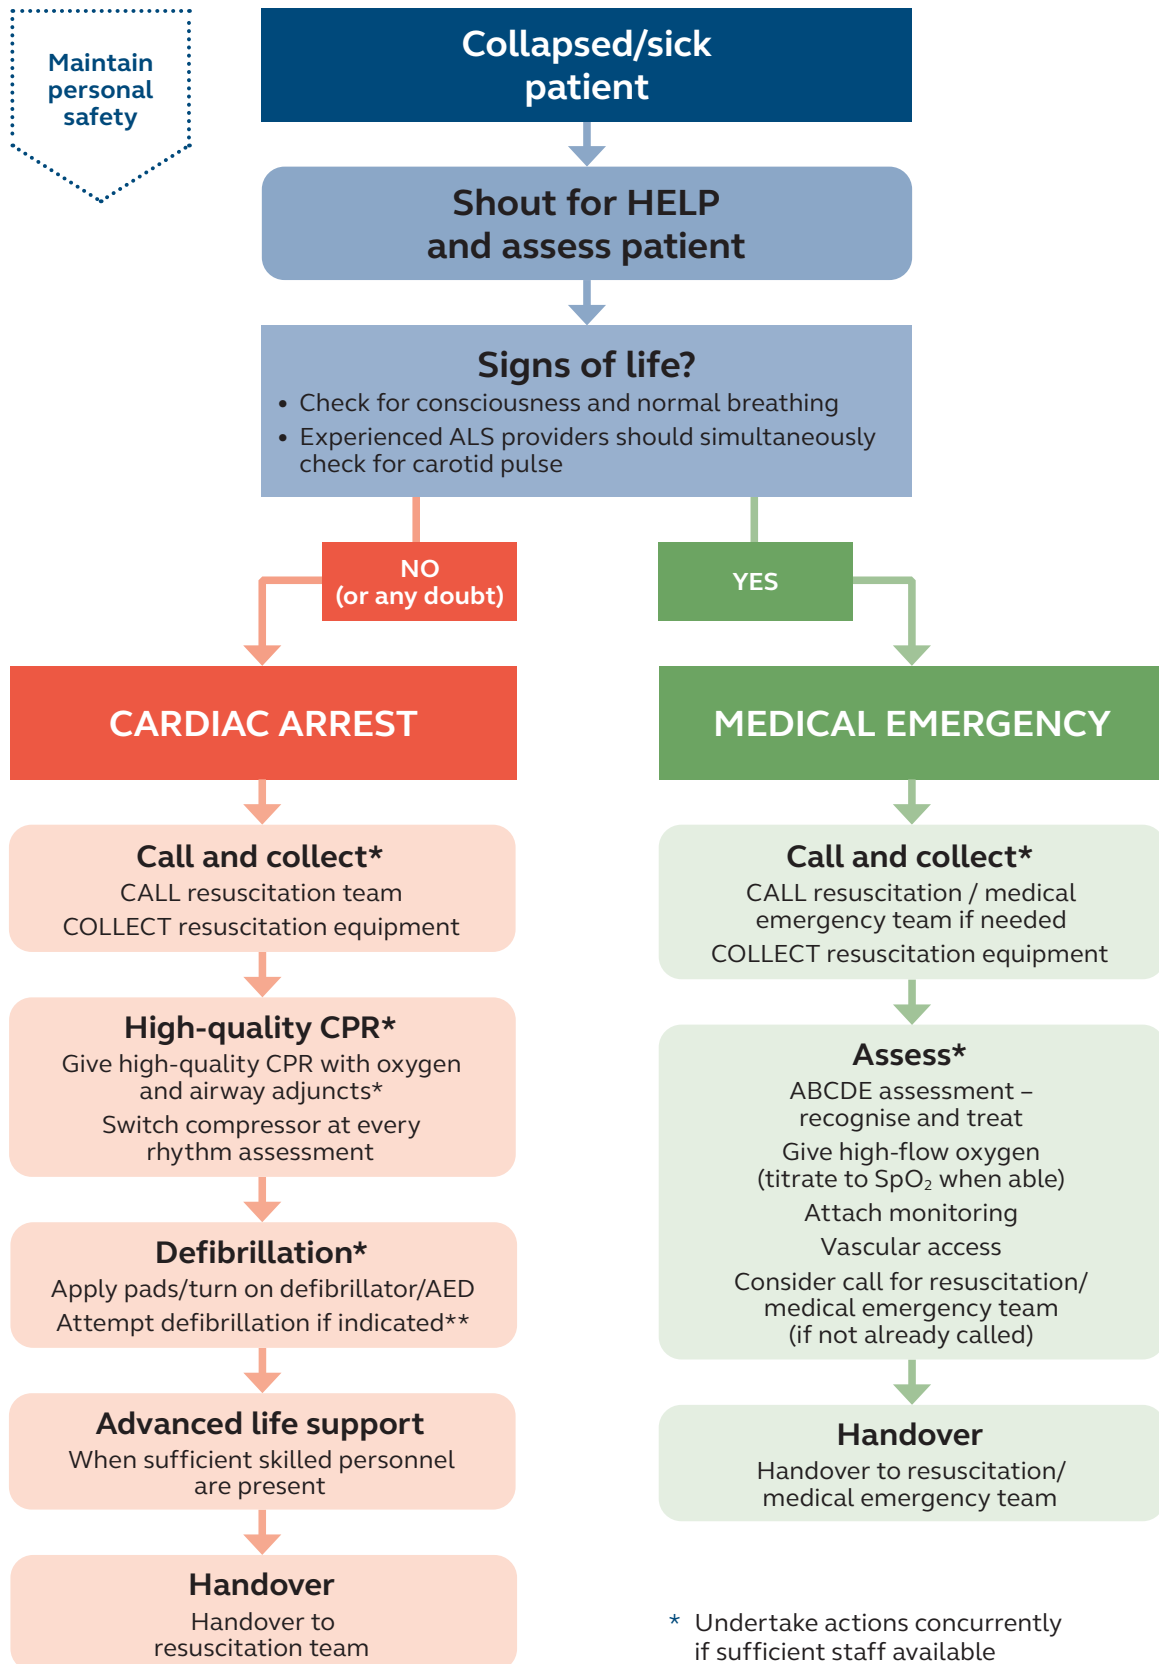 Maintain
personal
safety
Collapsed/sick
patient
Shout for HELP
and assess patient
Signs of life?
• Check for consciousness and normal breathing
• Experienced ALS providers should simultaneously
check for carotid pulse
NO
(or any doubt)
YES
CARDIAC ARREST
Call and collect*
CALL resuscitation team
COLLECT resuscitation equipment
High-quality CPR*
Give high-quality CPR with oxygen
and airway adjuncts*
Switch compressor at every
rhythm assessment
Defibrillation*
Apply pads/turn on defibrillator/AED
Attempt defibrillation if indicated**
Advanced life support
When sufficient skilled personnel
are present
Handover
Handover to
resuscitation team
MEDICAL EMERGENCY
Call and collect*
CALL resuscitation / medical
emergency team if needed
COLLECT resuscitation equipment
Assess*
ABCDE assessment –
recognise and treat
Give high-flow oxygen
(titrate to SpO₂ when able)
Attach monitoring
Vascular access
Consider call for resuscitation/
medical emergency team
(if not already called)
Handover
Handover to resuscitation/
medical emergency team
* Undertake actions concurrently
if sufficient staff available